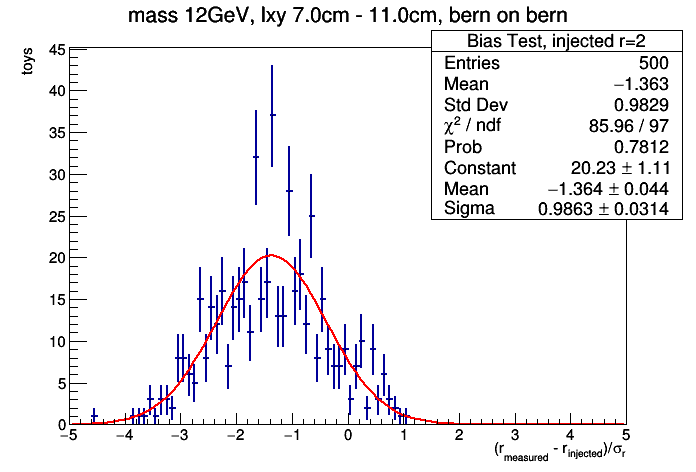 mass 12GeV, lxy 7.0cm - 11.0cm, bern on bern
Bias Test, injected r=2
Entries 500
Mean −1.363
Std Dev 0.9829
χ² / ndf 85.96 / 97
Prob 0.7812
Constant 20.23 ± 1.11
Mean −1.364 ± 0.044
Sigma 0.9863 ± 0.0314
toys
45
40
35
30
25
20
15
10
5
0
−5 −4 −3 −2 −1 0 1 2 3 4 5
(r_measured - r_injected)/σ_r